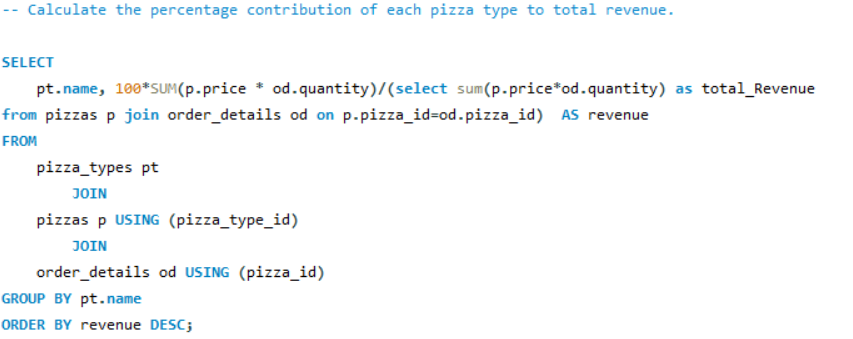 -- Calculate the percentage contribution of each pizza type to total revenue.
SELECT
pt.name, 100*SUM(p.price * od.quantity)/(select sum(p.price*od.quantity) as total_Revenue
from pizzas p join order_details od on p.pizza_id=od.pizza_id)  AS revenue
FROM
pizza_types pt
JOIN
pizzas p USING (pizza_type_id)
JOIN
order_details od USING (pizza_id)
GROUP BY pt.name
ORDER BY revenue DESC;